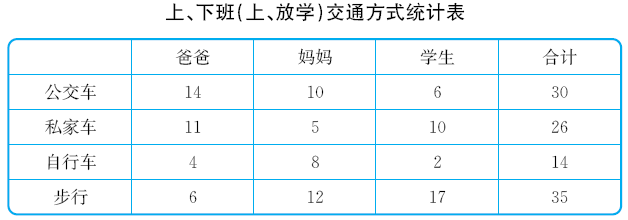 上、下班(上、放学)交通方式统计表
爸爸 妈妈 学生 合计
公交车 14 10 6 30
私家车 11 5 10 26
自行车 4 8 2 14
步行 6 12 17 35